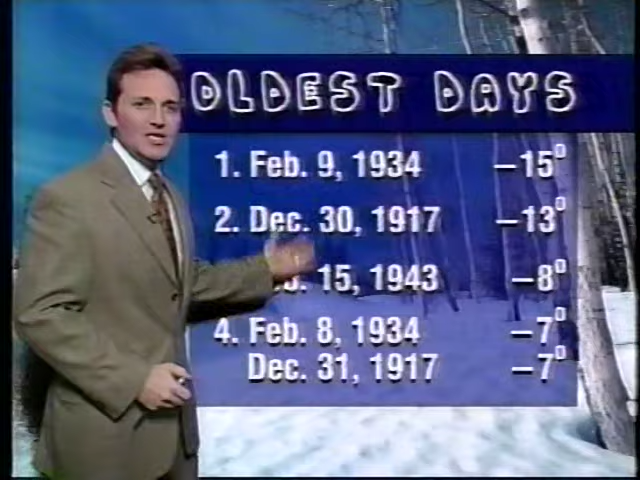 OLDEST DAYS
1. Feb. 9, 1934 –15°
2. Dec. 30, 1917 –13°
15, 1943 –8°
4. Feb. 8, 1934 –7°
Dec. 31, 1917 –7°